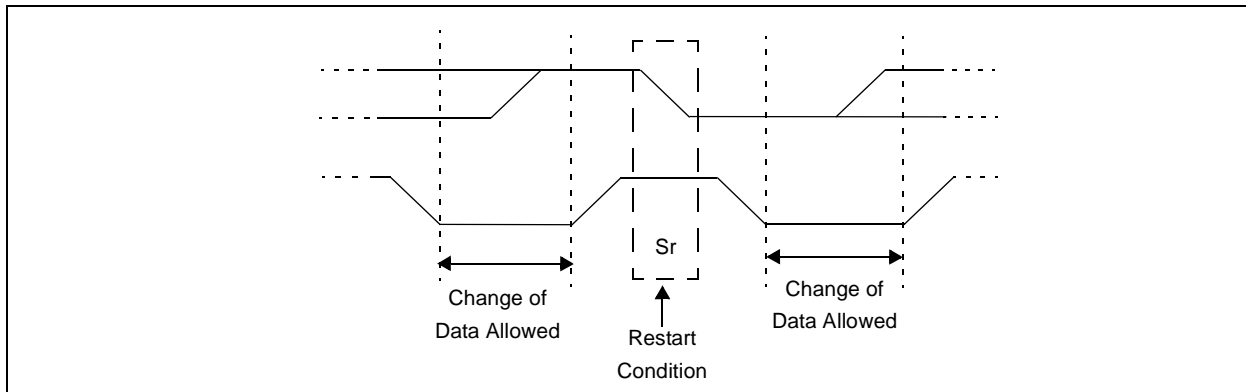 Sr
Change of
Data Allowed
Restart
Condition
Change of
Data Allowed